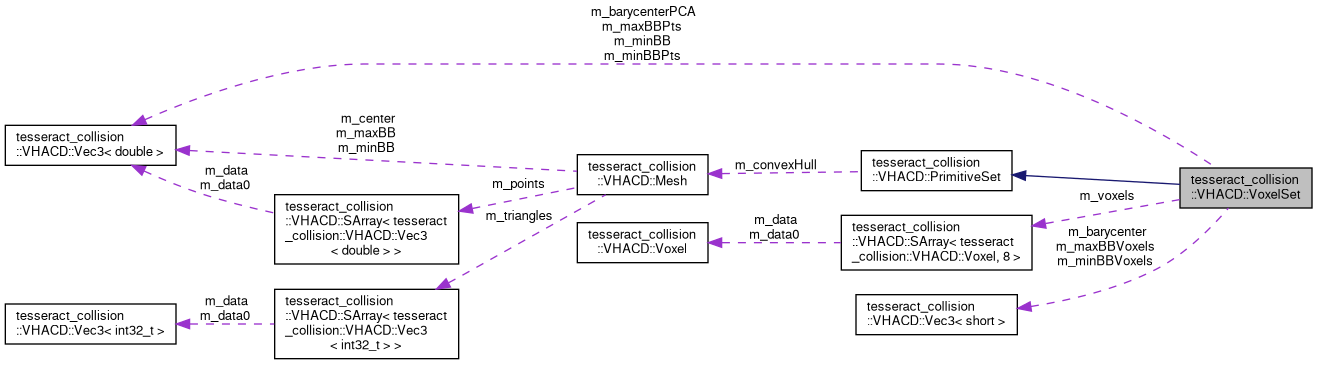 m_barycenterPCA
m_maxBBPts
m_minBB
m_minBBPts
tesseract_collision
::VHACD::Vec3< double >
m_center
m_maxBB
m_minBB
m_data
m_data0
tesseract_collision
::VHACD::SArray< tesseract
_collision::VHACD::Vec3
< double > >
m_points
m_triangles
tesseract_collision
::VHACD::Mesh
m_convexHull
tesseract_collision
::VHACD::PrimitiveSet
tesseract_collision
::VHACD::VoxelSet
tesseract_collision
::VHACD::Voxel
m_data
m_data0
tesseract_collision
::VHACD::SArray< tesseract
_collision::VHACD::Voxel, 8 >
m_voxels
m_barycenter
m_maxBBVoxels
m_minBBVoxels
tesseract_collision
::VHACD::Vec3< int32_t >
m_data
m_data0
tesseract_collision
::VHACD::SArray< tesseract
_collision::VHACD::Vec3
< int32_t > >
tesseract_collision
::VHACD::Vec3< short >